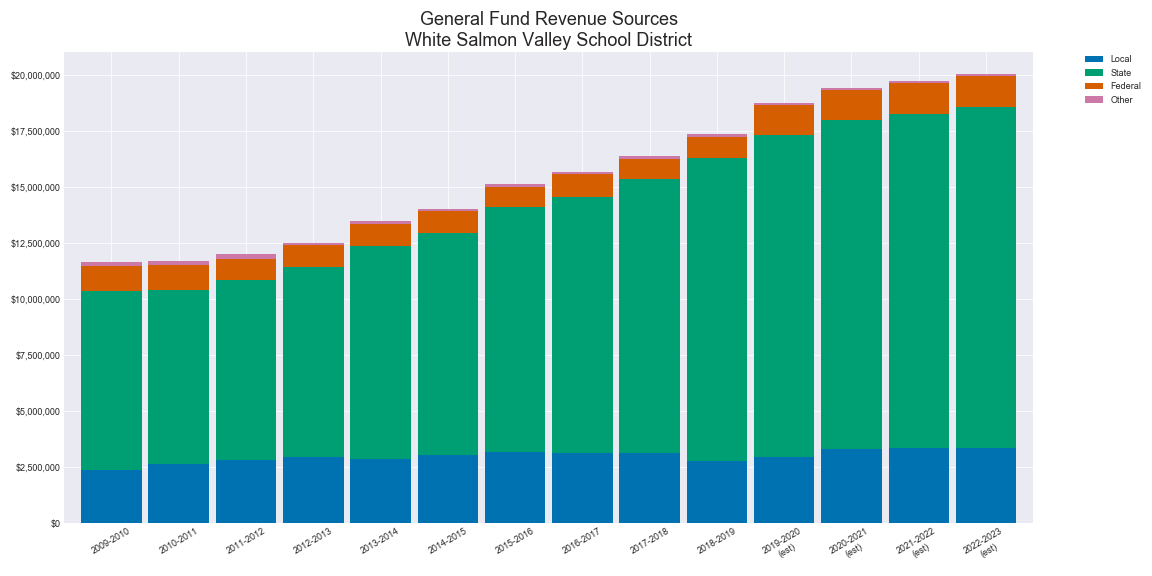 General Fund Revenue Sources
White Salmon Valley School District
$20,000,000
$17,500,000
$15,000,000
$12,500,000
$10,000,000
$7,500,000
$5,000,000
$2,500,000
$0
2009-2010
2010-2011
2011-2012
2012-2013
2013-2014
2014-2015
2015-2016
2016-2017
2017-2018
2018-2019
2019-2020
(est)
2020-2021
(est)
2021-2022
(est)
2022-2023
(est)
Local
State
Federal
Other